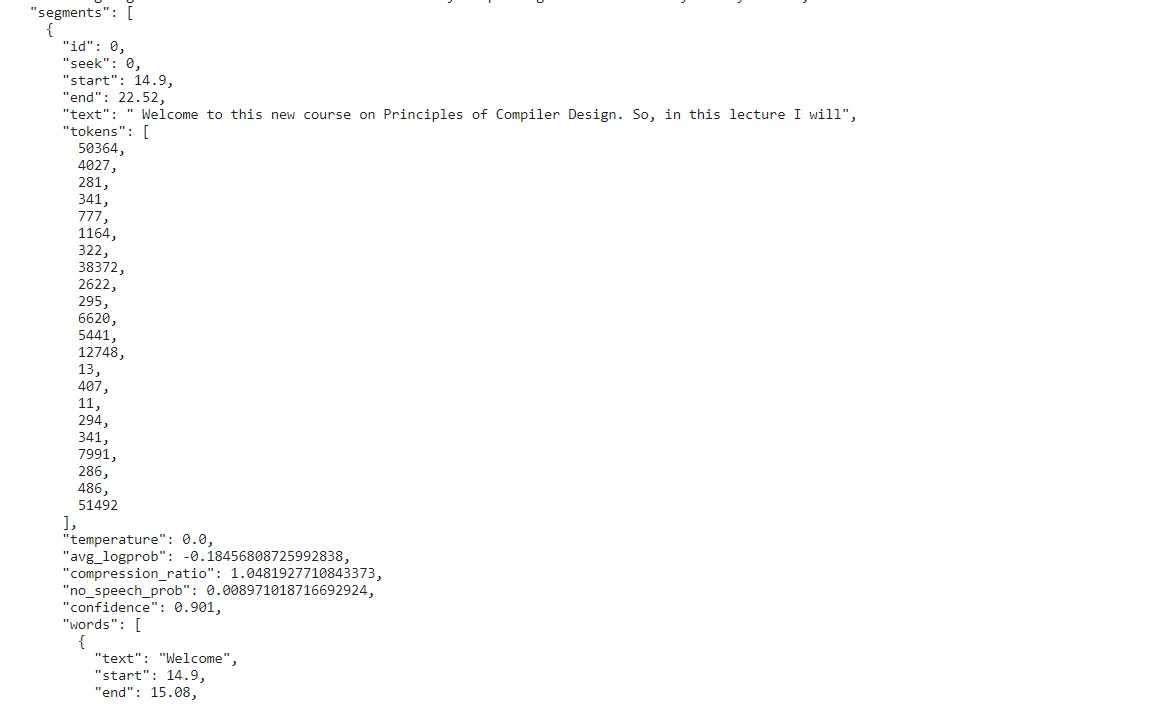 "segments": [
{
"id": 0,
"seek": 0,
"start": 14.9,
"end": 22.52,
"text": " Welcome to this new course on Principles of Compiler Design. So, in this lecture I will",
"tokens": [
50364,
4027,
281,
341,
777,
1164,
322,
38372,
2622,
295,
6620,
5441,
12748,
13,
407,
11,
294,
341,
7991,
286,
486,
51492
],
"temperature": 0.0,
"avg_logprob": -0.18456808725992838,
"compression_ratio": 1.0481927710843373,
"no_speech_prob": 0.008971018716692924,
"confidence": 0.901,
"words": [
{
"text": "Welcome",
"start": 14.9,
"end": 15.08,